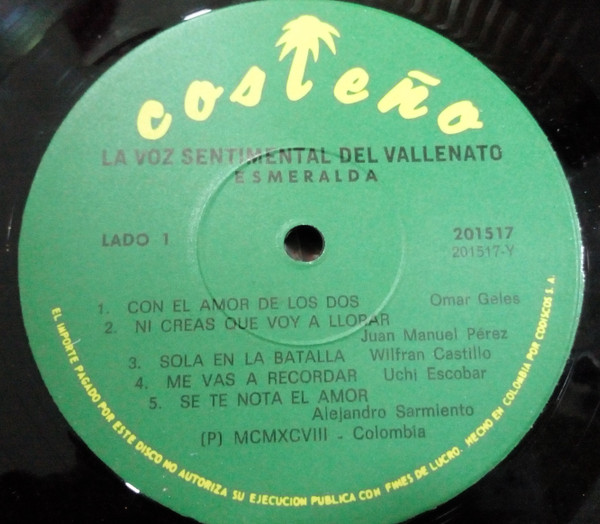 costeño
LA VOZ SENTIMENTAL DEL VALLENATO
ESMERALDA
LADO 1
201517
201517-Y
1. CON EL AMOR DE LOS DOS Omar Geles
2. NI CREAS QUE VOY A LLORAR
Juan Manuel Pérez
3. SOLA EN LA BATALLA Wilfran Castillo
4. ME VAS A RECORDAR Uchi Escobar
5. SE TE NOTA EL AMOR
Alejandro Sarmiento
(P) MCMXCVIII - Colombia
EL IMPORTE PAGADO POR ESTE DISCO NO AUTORIZA SU EJECUCION PUBLICA CON FINES DE LUCRO. HECHO EN COLOMBIA POR CODISCOS S.A.